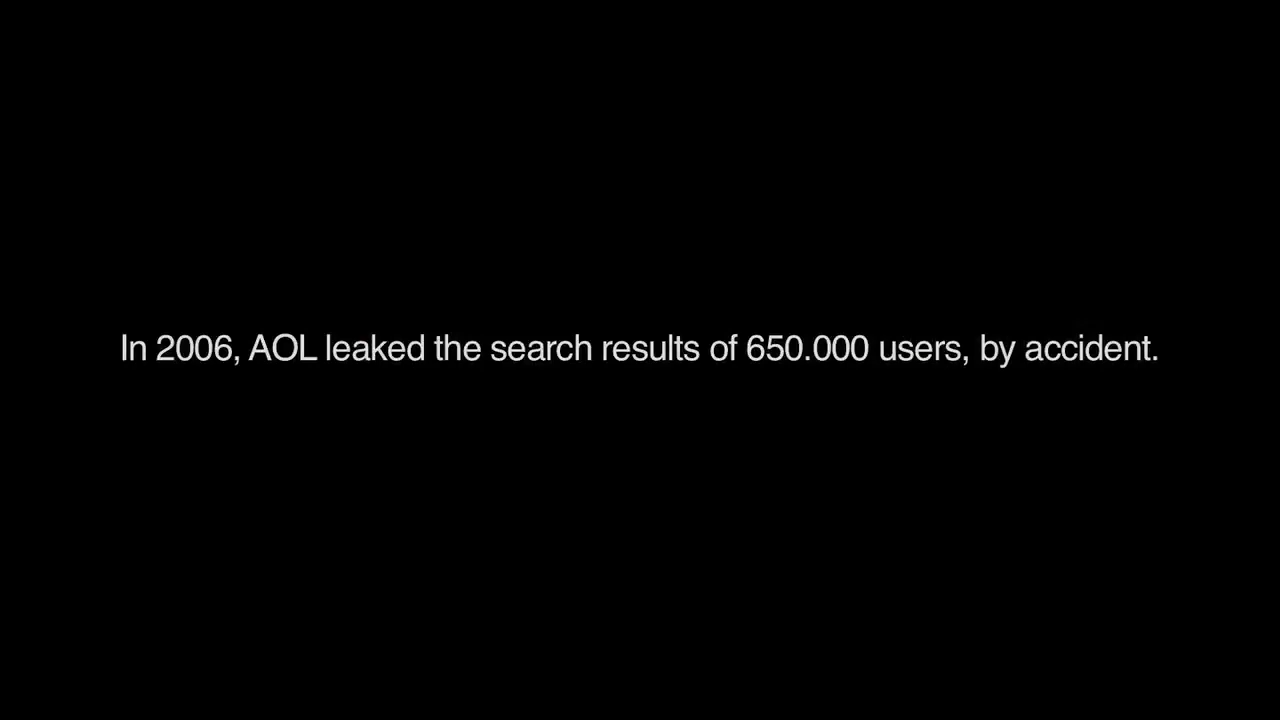 In 2006, AOL leaked the search results of 650.000 users, by accident.